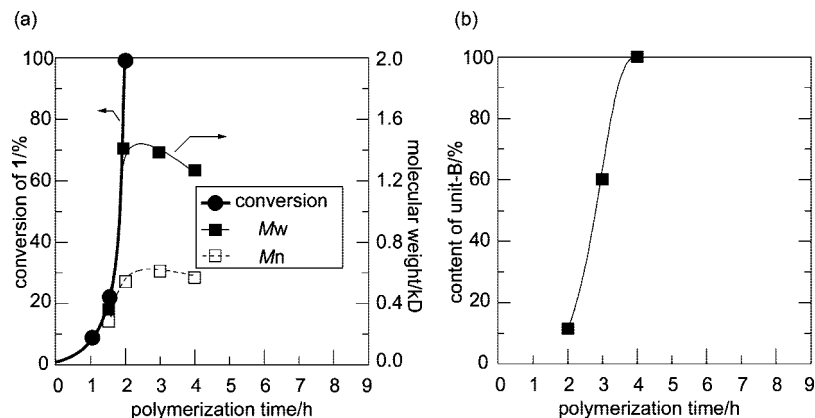 (a)
100
80
60
40
20
0
conversion of 1/%
2.0
1.6
1.2
0.8
0.4
0.0
molecular weight/kD
conversion
Mw
Mn
0 1 2 3 4 5 6 7 8 9
polymerization time/h
(b)
100
80
60
40
20
0
content of unit-B/%
0 1 2 3 4 5 6 7 8 9
polymerization time/h